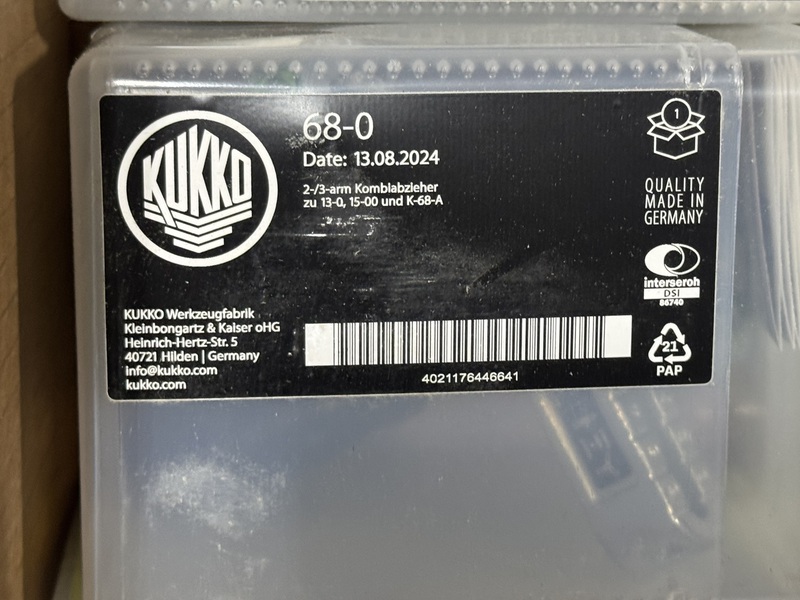 KUKKO
68-0
Date: 13.08.2024
2-/3-arm Kombiabzieher
zu 13-0, 15-00 und K-68-A
KUKKO Werkzeugfabrik
Kleinbongartz & Kaiser oHG
Heinrich-Hertz-Str. 5
40721 Hilden | Germany
info@kukko.com
kukko.com
4021176446641
1
QUALITY
MADE IN
GERMANY
interseroh
DSI
86740
21
PAP